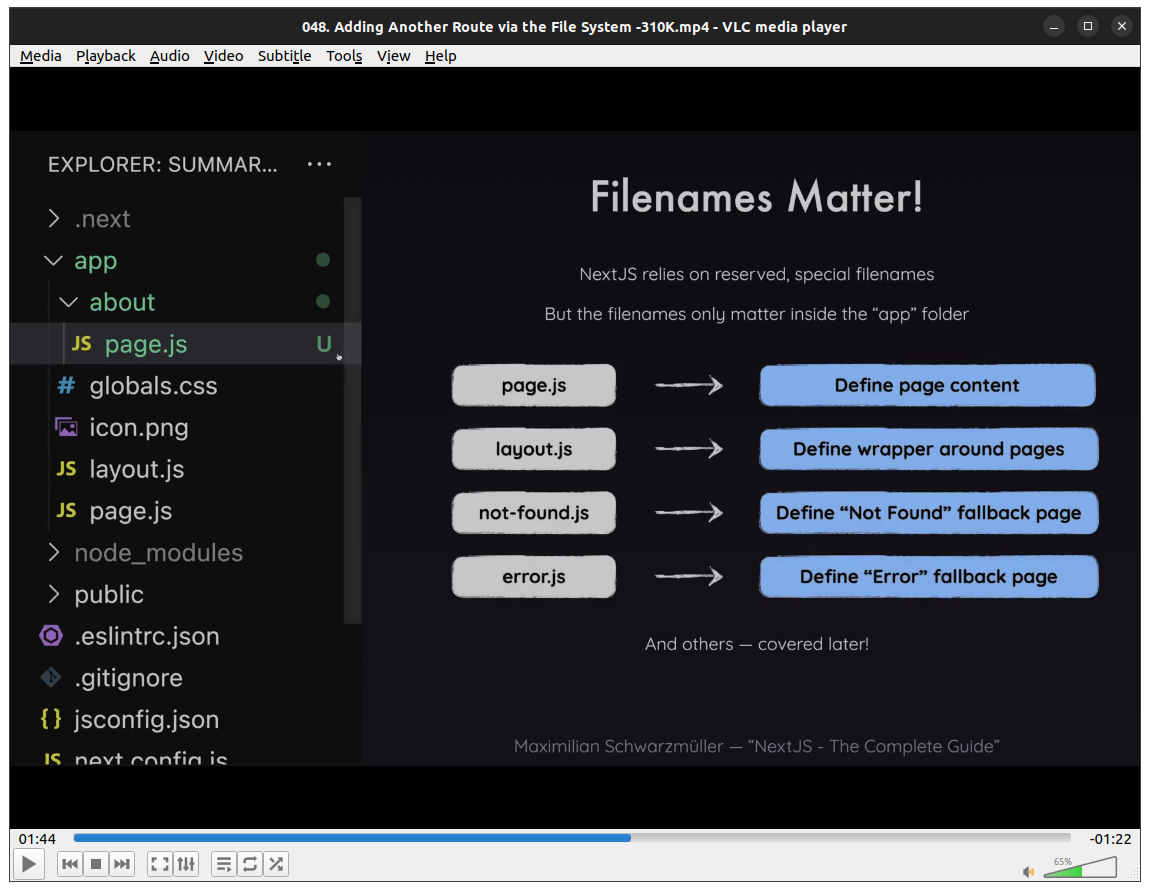 048. Adding Another Route via the File System -310K.mp4 - VLC media player
Media Playback Audio Video Subtitle Tools View Help
EXPLORER: SUMMAR... ...
.next
app
about
JS page.js U
# globals.css
icon.png
JS layout.js
JS page.js
node_modules
public
.eslintrc.json
.gitignore
{} jsconfig.json
JS next.config.js
Filenames Matter!
NextJS relies on reserved, special filenames
But the filenames only matter inside the “app” folder
page.js Define page content
layout.js Define wrapper around pages
not-found.js Define “Not Found” fallback page
error.js Define “Error” fallback page
And others — covered later!
Maximilian Schwarzmüller — “NextJS - The Complete Guide”
01:44 -01:22
65%